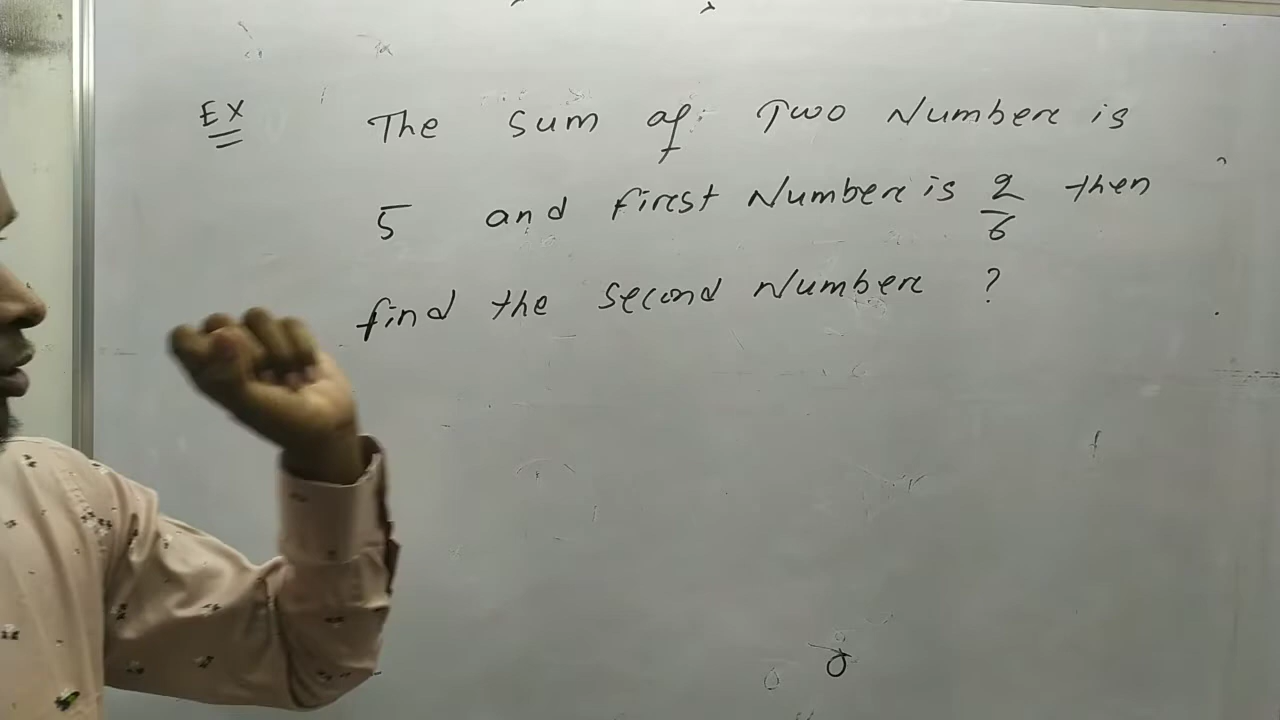 EX The sum of Two Number is
5 and first Number is 2/6 then
find the second Number ?